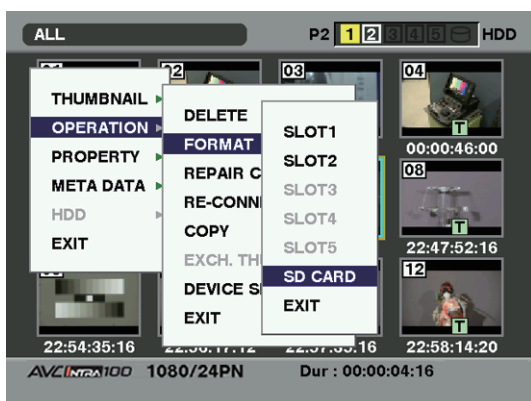 ALL P2 1 2 3 4 5 HDD
02 03 04
THUMBNAIL
OPERATION
PROPERTY
META DATA
HDD
EXIT
DELETE
FORMAT
REPAIR C
RE-CONN
COPY
EXCH. TH
DEVICE S
EXIT
SLOT1
SLOT2
SLOT3
SLOT4
SLOT5
SD CARD
EXIT
T
00:00:46:00
08
T
22:47:52:16
12
T
22:54:35:16 22:58:14:20
AVC INTRA 100 1080/24PN Dur : 00:00:04:16